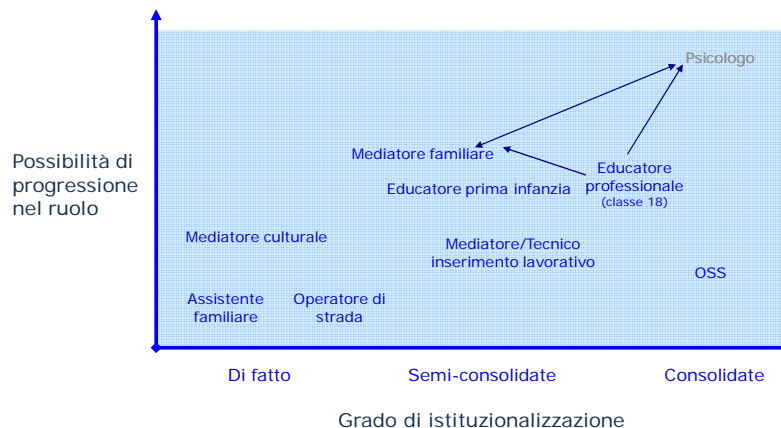 Psicologo
Possibilità di
progressione
nel ruolo
Mediatore familiare
Educatore
professionale
(classe 18)
Educatore prima infanzia
Mediatore culturale
Mediatore/Tecnico
inserimento lavorativo
OSS
Assistente
familiare
Operatore di
strada
Di fatto
Semi-consolidate
Consolidate
Grado di istituzionalizzazione